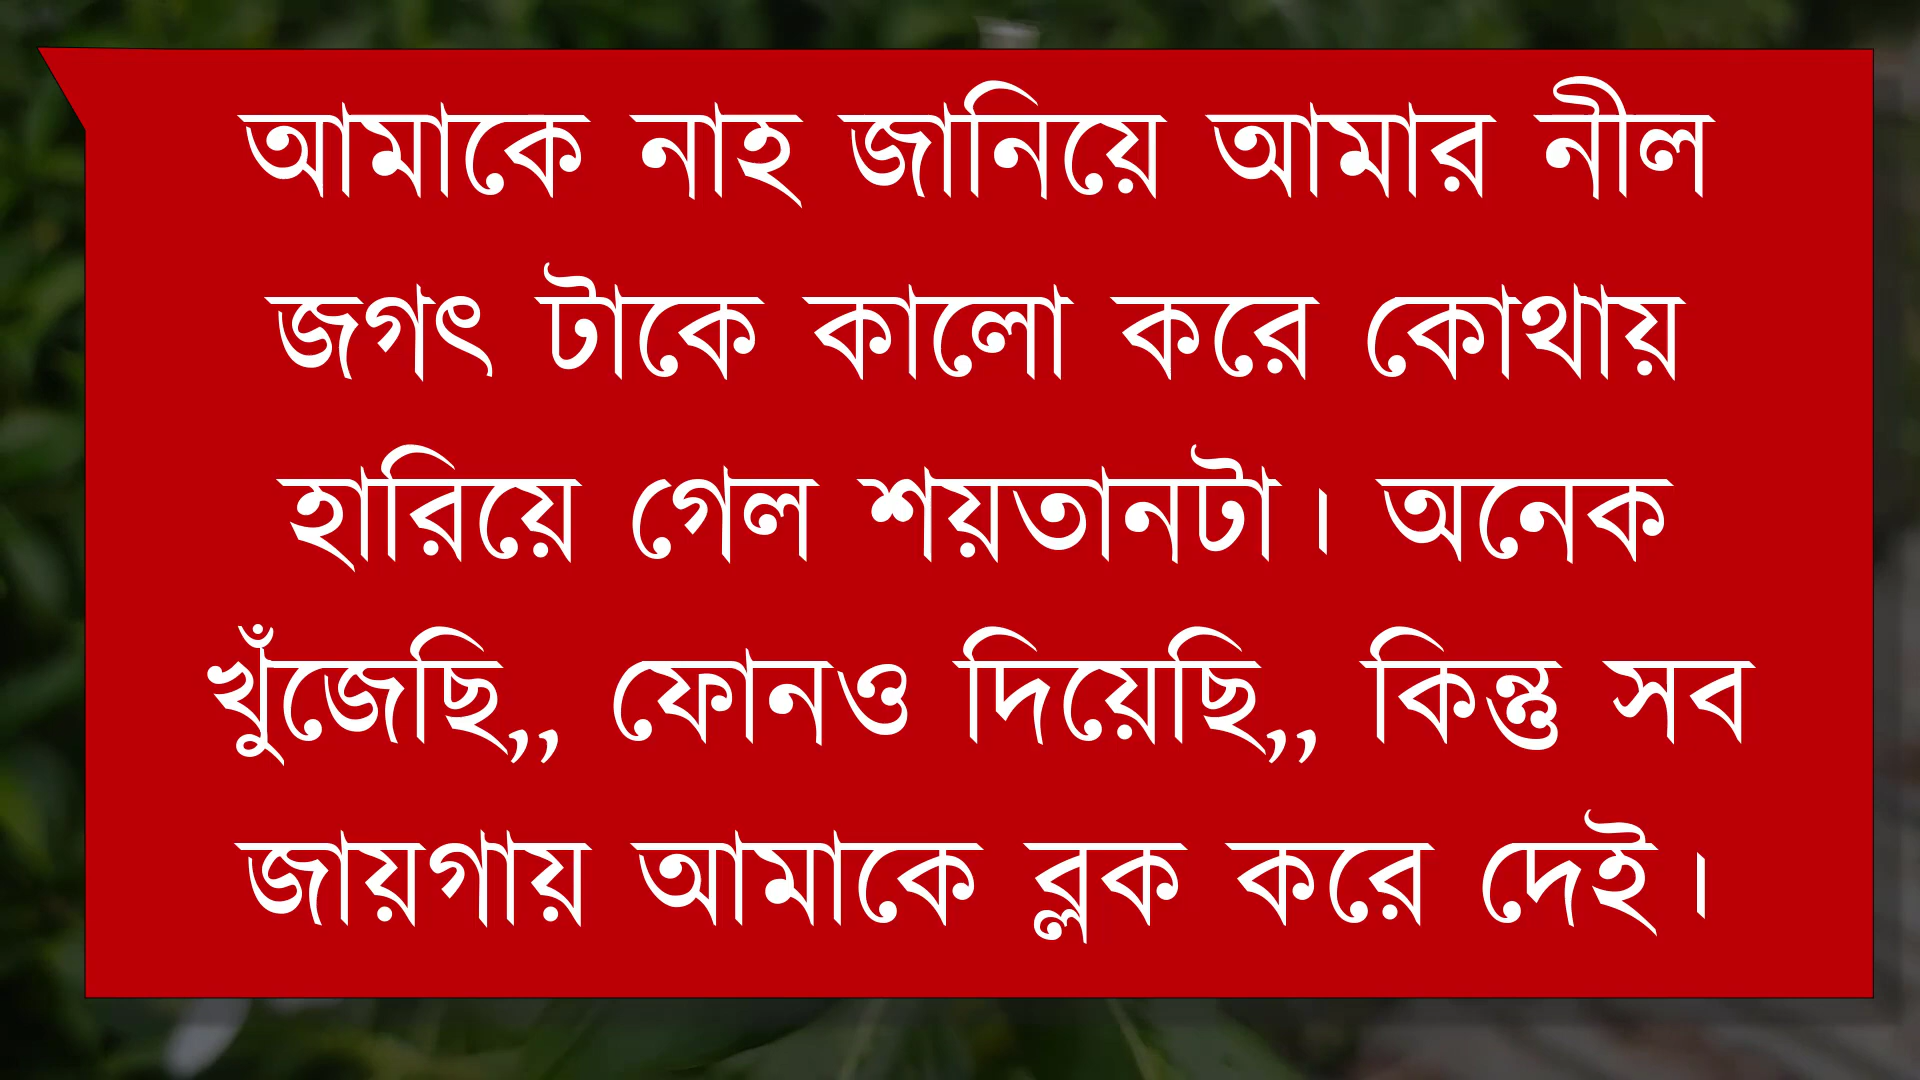 আমাকে নাহ জানিয়ে আমার নীল
জগৎ টাকে কালো করে কোথায়
হারিয়ে গেল শয়তানটা। অনেক
খুঁজেছি,, ফোনও দিয়েছি,, কিন্তু সব
জায়গায় আমাকে ব্লক করে দেই।